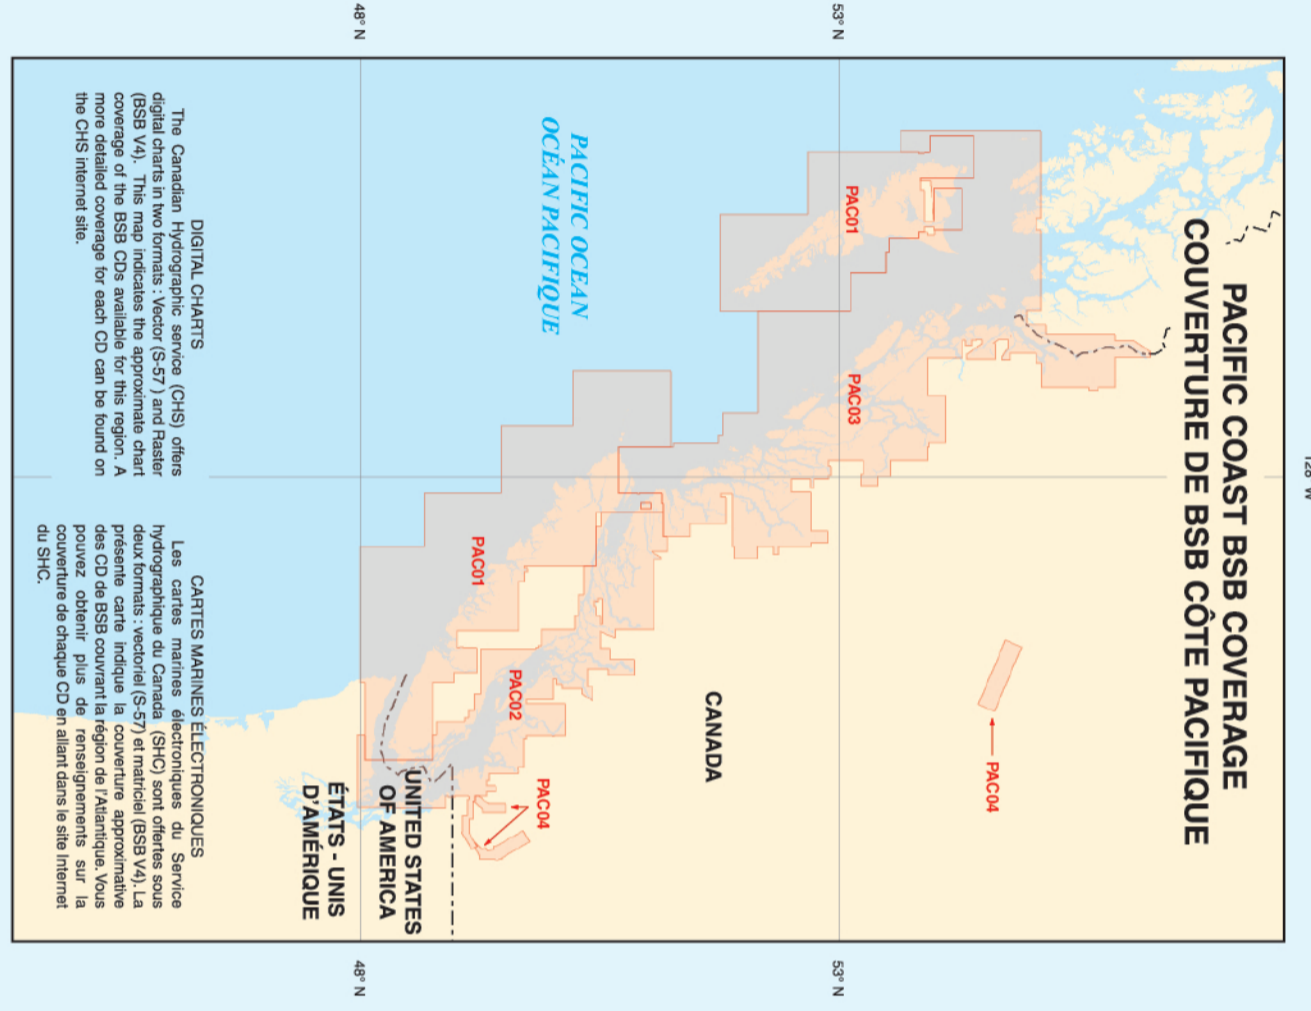 PACIFIC COAST BSB COVERAGE
COUVERTURE DE BSB CÔTE PACIFIQUE
128° W
53° N
53° N
48° N
48° N
PAC01
PAC03
PAC04
CANADA
PACIFIC OCEAN
OCÉAN PACIFIQUE
PAC01
PAC02
PAC04
UNITED STATES
OF AMERICA
ÉTATS - UNIS
D'AMÉRIQUE
DIGITAL CHARTS
The Canadian Hydrographic service (CHS) offers
digital charts in two formats : Vector (S-57 ) and Raster
(BSB V4). This map indicates the approximate chart
coverage of the BSB CDs available for this region. A
more detailed coverage for each CD can be found on
the CHS internet site.
CARTES MARINES ÉLECTRONIQUES
Les cartes marines électroniques du Service
hydrographique du Canada (SHC) sont offertes sous
deux formats : vectoriel (S-57) et matriciel (BSB V4). La
présente carte indique la couverture approximative
des CD de BSB couvrant la région de l'Atlantique. Vous
pouvez obtenir plus de renseignements sur la
couverture de chaque CD en allant dans le site Internet
du SHC.